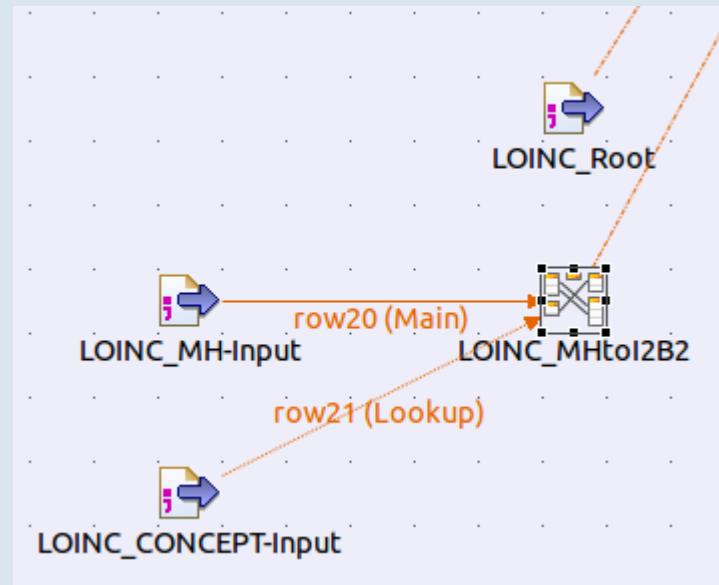 LOINC_Root
row20 (Main)
LOINC_MH-Input
LOINC_MHtoI2B2
row21 (Lookup)
LOINC_CONCEPT-Input